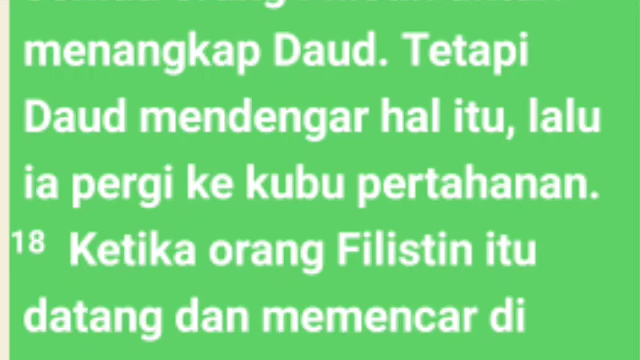 menangkap Daud. Tetapi
Daud mendengar hal itu, lalu
ia pergi ke kubu pertahanan.
18 Ketika orang Filistin itu
datang dan memencar di